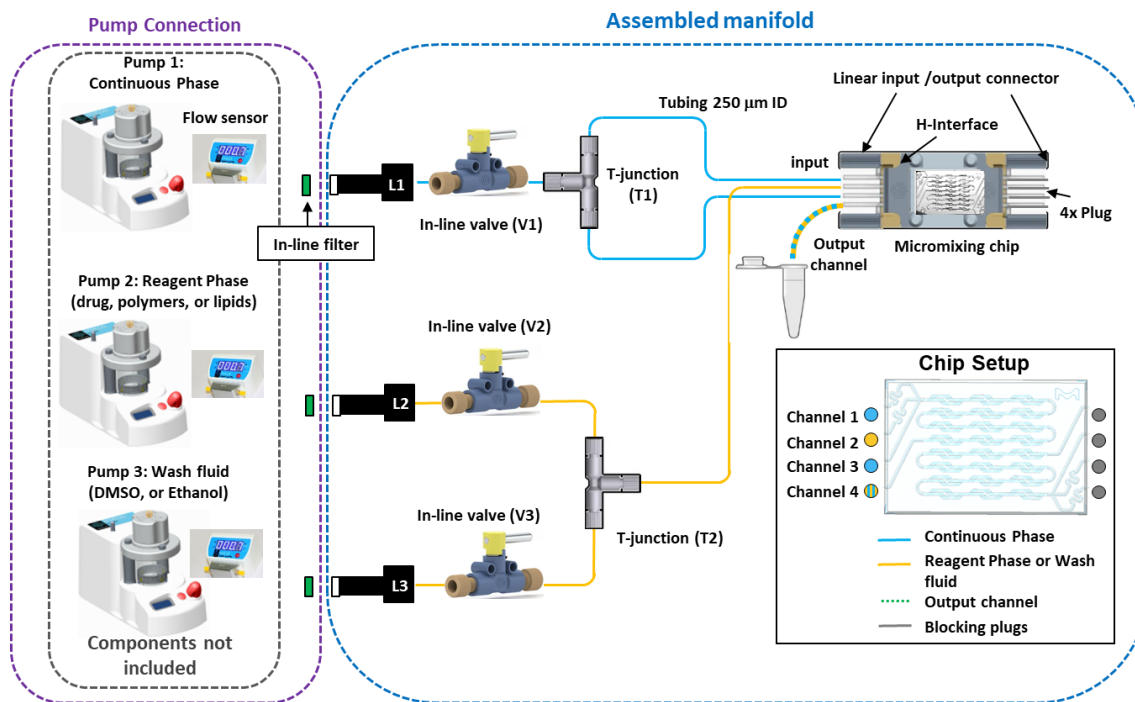 Pump Connection
Assembled manifold
Pump 1:
Continuous Phase
Flow sensor
In-line filter
Pump 2: Reagent Phase
(drug, polymers, or lipids)
Pump 3: Wash fluid
(DMSO, or Ethanol)
Components not
included
L1
In-line valve (V1)
T-junction
(T1)
Tubing 250 µm ID
Linear input /output connector
H-Interface
input
4x Plug
Output
channel
Micromixing chip
In-line valve (V2)
L2
In-line valve (V3)
L3
T-junction (T2)
Chip Setup
Channel 1
Channel 2
Channel 3
Channel 4
Continuous Phase
Reagent Phase or Wash
fluid
Output channel
Blocking plugs